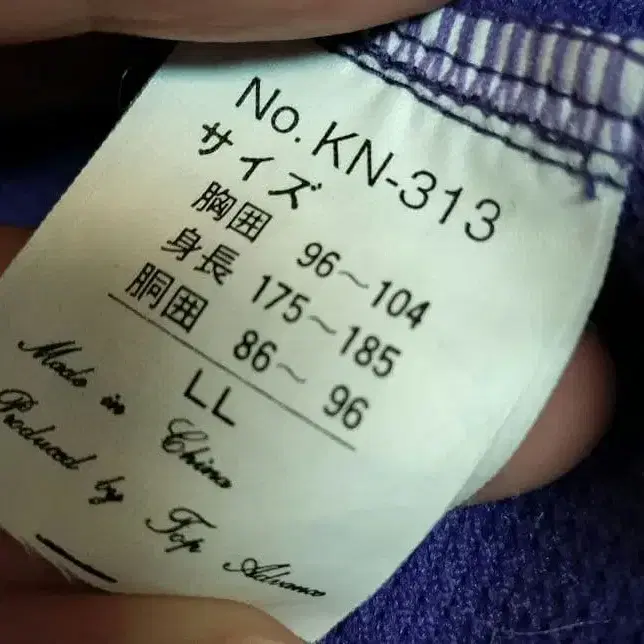 No.KN-313
サイズ
胸囲 96～104
身長 175～185
胴囲 86～ 96
LL
Made in China
Produced by Top Advance